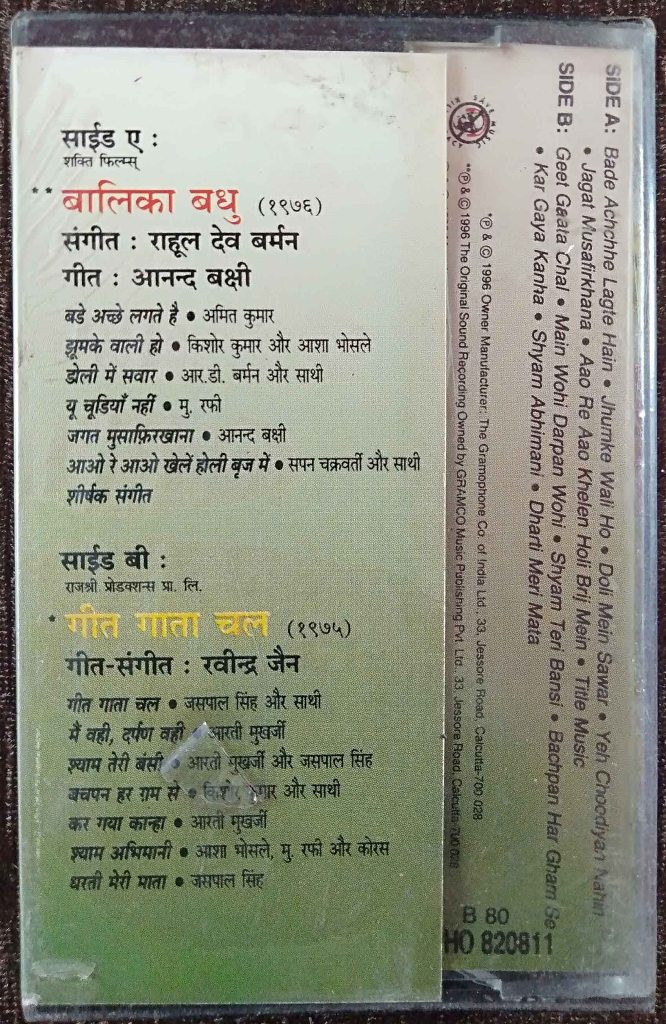 साईड ए :
शक्ति फिल्म्स्
** बालिका बधु (१९७६)
संगीत : राहूल देव बर्मन
गीत : आनन्द बक्षी
बडे अच्छे लगते है • अमित कुमार
झूमके वाली हो • किशोर कुमार और आशा भोसले
डोली में सवार • आर.डी. बर्मन और साथी
यू चूडियाँ नहीं • मु. रफी
जगत मुसाफ़िरखाना • आनन्द बक्षी
आओ रे आओ खेलें होली बृज में • सपन चक्रवर्ती और साथी
शीर्षक संगीत
साईड बी :
राजश्री प्रोडक्शन्स प्रा. लि.
* गीत गाता चल (१९७५)
गीत-संगीत : रवीन्द्र जैन
गीत गाता चल • जसपाल सिंह और साथी
मैं वही, दर्पण वही • आरती मुखर्जी
श्याम तेरी बंसी • आरती मुखर्जी और जसपाल सिंह
बचपन हर ग़म से • किशोर कुमार और साथी
कर गया कान्हा • आरती मुखर्जी
श्याम अभिमानी • आशा भोसले, मु. रफी और कोरस
धरती मेरी माता • जसपाल सिंह
SIDE A: Bade Achchhe Lagte Hain • Jhumke Wali Ho • Doli Mein Sawar • Yeh Choodiyan Nahin
• Jagat Musafirkhana • Aao Re Aao Khelen Holi Brij Mein • Title Music
SIDE B: Geet Gaata Chal • Main Wohi Darpan Wohi • Shyam Teri Bansi • Bachpan Har Gham Se
• Kar Gaya Kanha • Shyam Abhimani • Dharti Meri Mata
*℗ & © 1996 Owner Manufacturer: The Gramophone Co. of India Ltd., 33, Jessore Road, Calcutta-700 028
**℗ & © 1996 The Original Sound Recording Owned by GRAMCO Music Publishing Pvt. Ltd. 33, Jessore Road, Calcutta-700 028
B 80
HO 820811